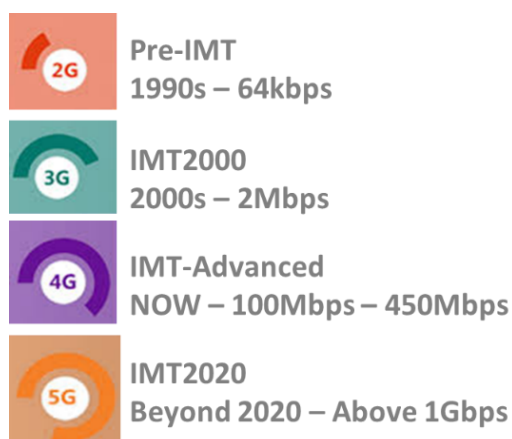 2G
Pre-IMT
1990s – 64kbps
3G
IMT2000
2000s – 2Mbps
4G
IMT-Advanced
NOW – 100Mbps – 450Mbps
5G
IMT2020
Beyond 2020 – Above 1Gbps